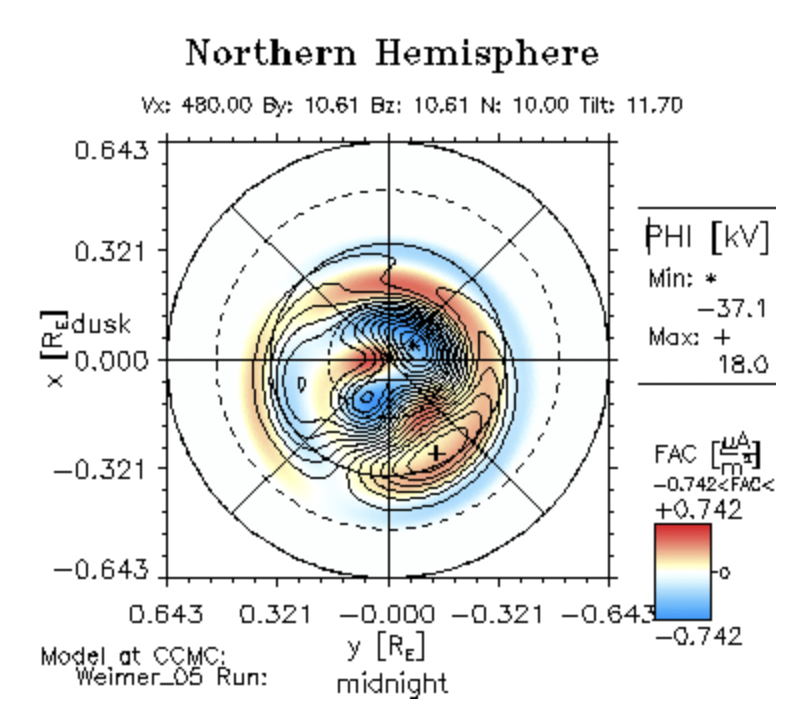 Northern Hemisphere
Vx: 480.00 By: 10.61 Bz: 10.61 N: 10.00 Tilt: 11.70
0.643
0.321
dusk
x [RE]
0.000
-0.321
-0.643
0.643 0.321 -0.000 -0.321 -0.643
y [RE]
midnight
Model at CCMC:
Weimer_05 Run:
PHI [kV]
Min: *
-37.1
Max: +
18.0
FAC [μA/m²]
-0.742<FAC<
+0.742
0
-0.742